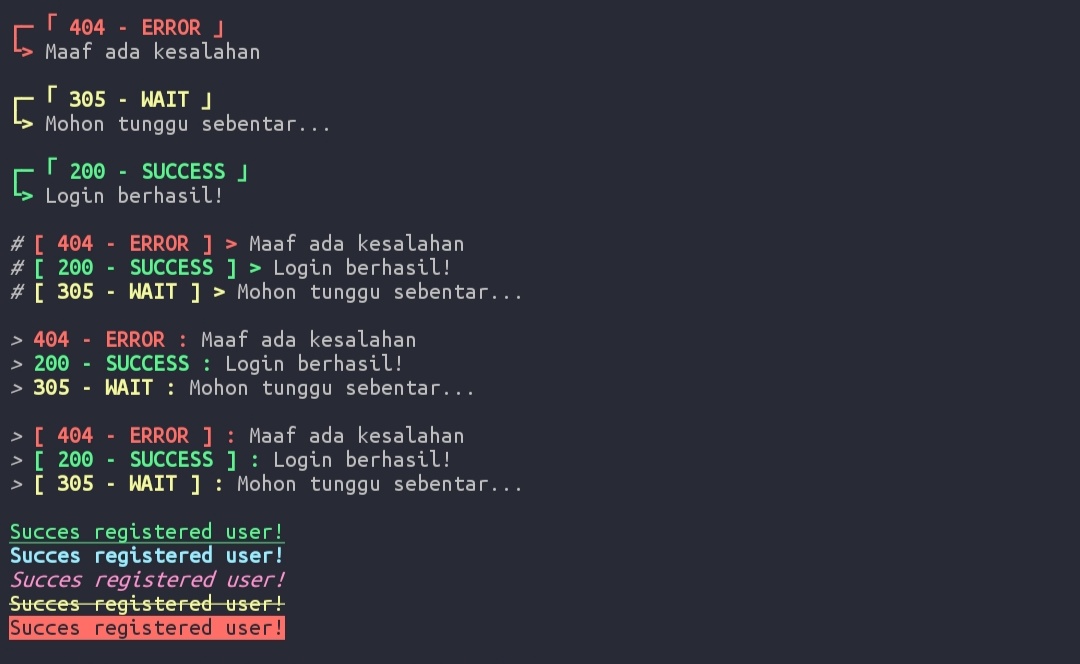 ┌─「 404 - ERROR 」
└> Maaf ada kesalahan
┌─「 305 - WAIT 」
└> Mohon tunggu sebentar...
┌─「 200 - SUCCESS 」
└> Login berhasil!
# [ 404 - ERROR ] > Maaf ada kesalahan
# [ 200 - SUCCESS ] > Login berhasil!
# [ 305 - WAIT ] > Mohon tunggu sebentar...
> 404 - ERROR : Maaf ada kesalahan
> 200 - SUCCESS : Login berhasil!
> 305 - WAIT : Mohon tunggu sebentar...
> [ 404 - ERROR ] : Maaf ada kesalahan
> [ 200 - SUCCESS ] : Login berhasil!
> [ 305 - WAIT ] : Mohon tunggu sebentar...
Succes registered user!
Succes registered user!
Succes registered user!
Succes registered user!
Succes registered user!